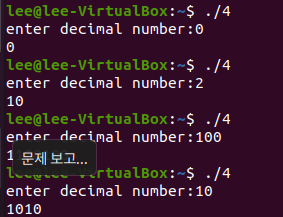 lee@lee-VirtualBox:~$ ./4
enter decimal number:0
0
lee@lee-VirtualBox:~$ ./4
enter decimal number:2
10
lee@lee-VirtualBox:~$ ./4
enter decimal number:100
1
문제 보고...
lee@lee-VirtualBox:~$ ./4
enter decimal number:10
1010